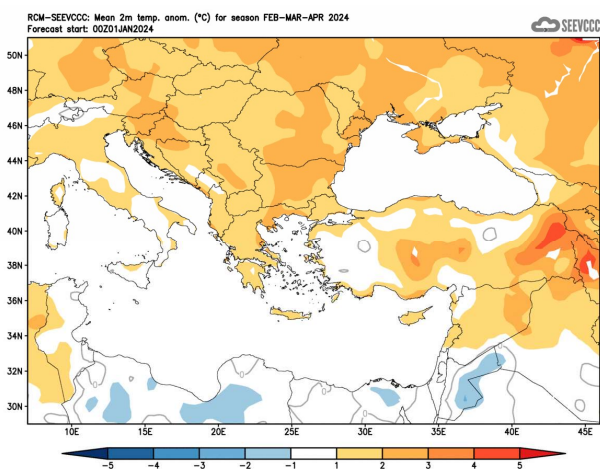 RCM-SEEVCCC: Mean 2m temp. anom. (°C) for season FEB-MAR-APR 2024
Forecast start: 00Z01JAN2024
SEEVCCC
50N
48N
46N
44N
42N
40N
38N
36N
34N
32N
30N
10E 15E 20E 25E 30E 35E 40E 45E
-5 -4 -3 -2 -1 1 2 3 4 5